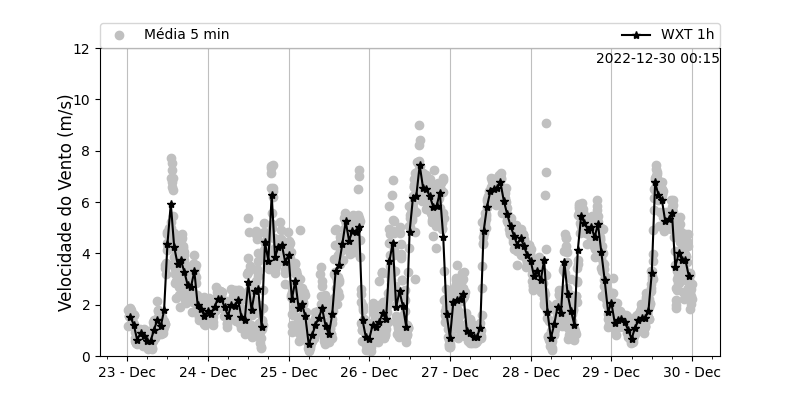 Média 5 min
WXT 1h
2022-12-30 00:15
Velocidade do Vento (m/s)
12
10
8
6
4
2
0
23 - Dec 24 - Dec 25 - Dec 26 - Dec 27 - Dec 28 - Dec 29 - Dec 30 - Dec